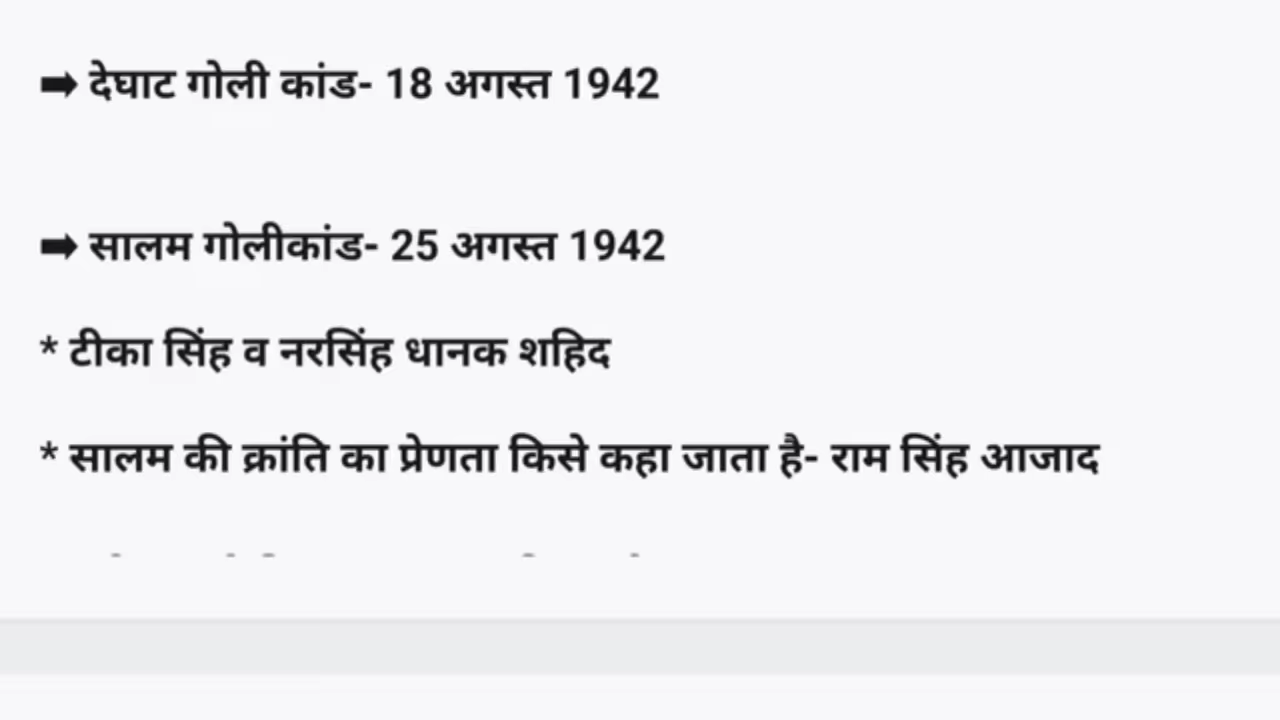 ➡ देघाट गोली कांड- 18 अगस्त 1942
➡ सालम गोलीकांड- 25 अगस्त 1942
* टीका सिंह व नरसिंह धानक शहिद
* सालम की क्रांति का प्रेणता किसे कहा जाता है- राम सिंह आजाद